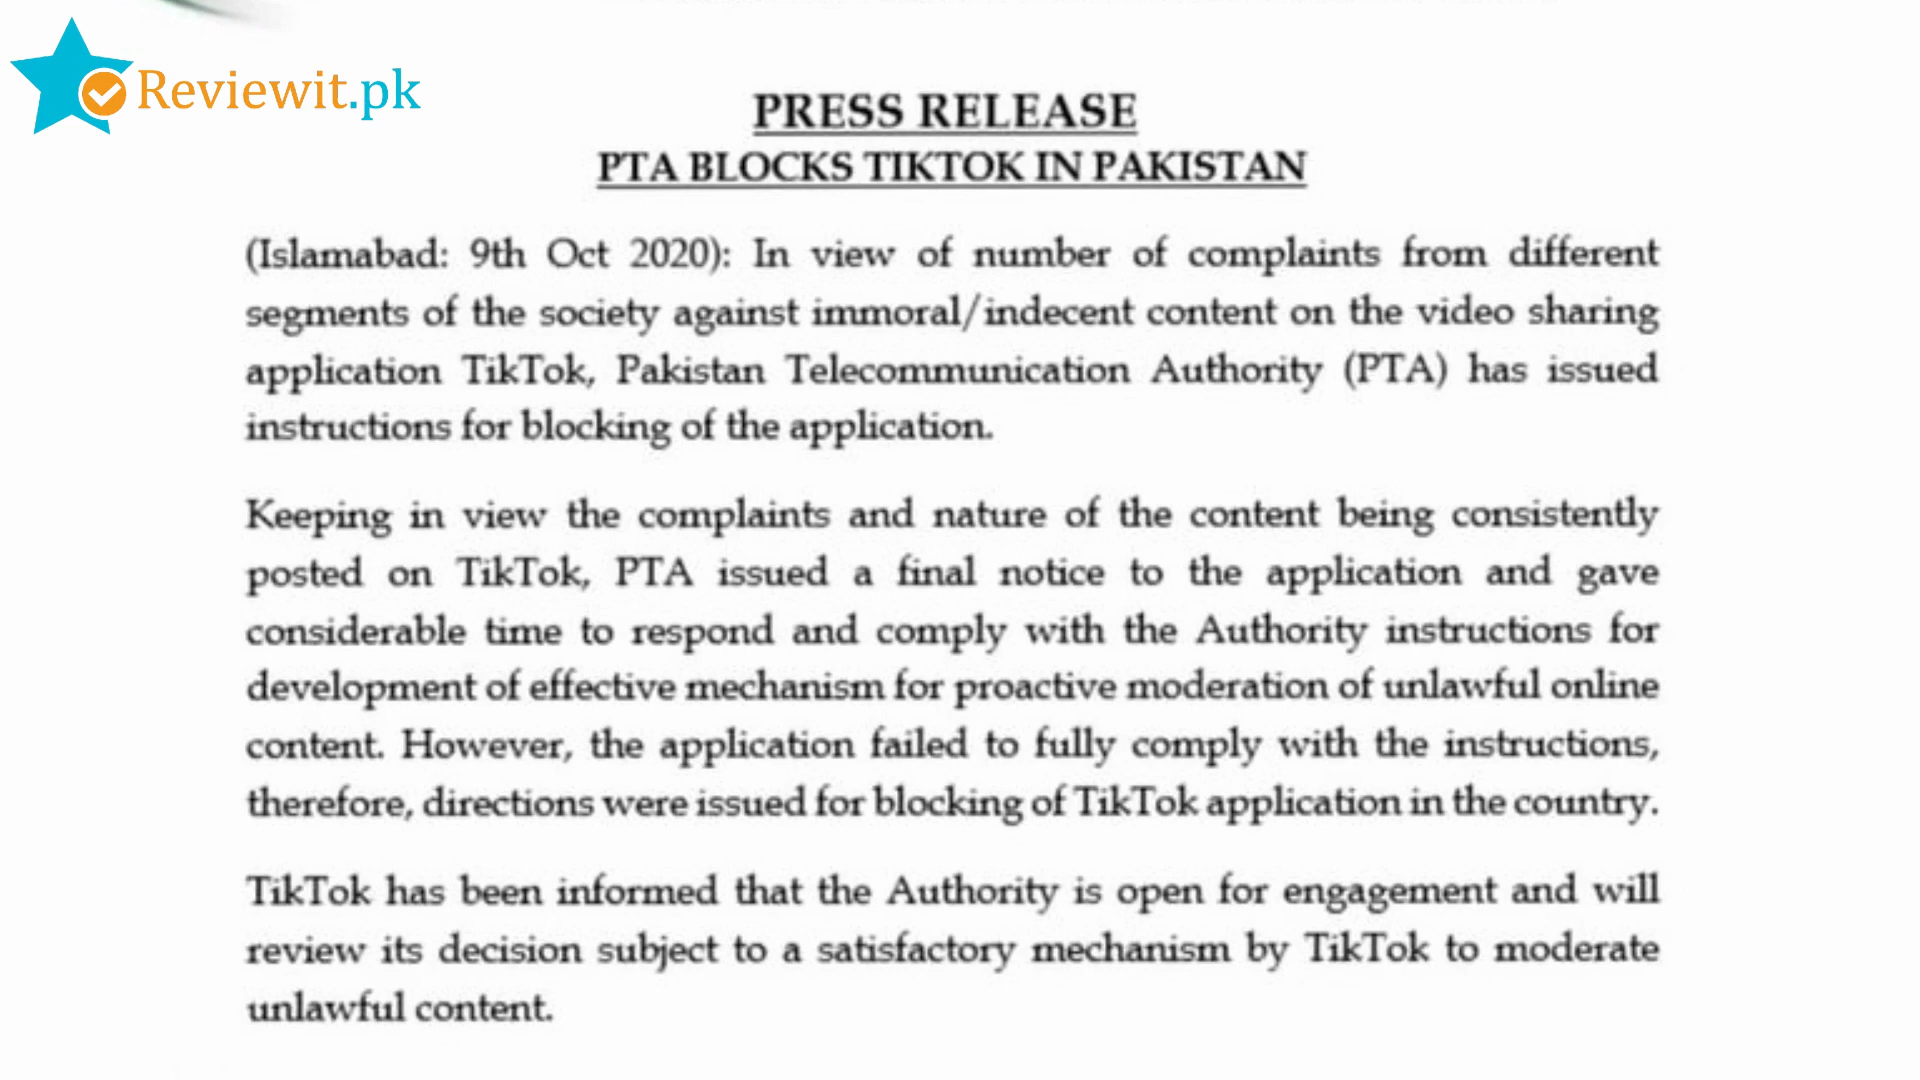 Reviewit.pk
PRESS RELEASE
PTA BLOCKS TIKTOK IN PAKISTAN
(Islamabad: 9th Oct 2020): In view of number of complaints from different
segments of the society against immoral/indecent content on the video sharing
application TikTok, Pakistan Telecommunication Authority (PTA) has issued
instructions for blocking of the application.
Keeping in view the complaints and nature of the content being consistently
posted on TikTok, PTA issued a final notice to the application and gave
considerable time to respond and comply with the Authority instructions for
development of effective mechanism for proactive moderation of unlawful online
content. However, the application failed to fully comply with the instructions,
therefore, directions were issued for blocking of TikTok application in the country.
TikTok has been informed that the Authority is open for engagement and will
review its decision subject to a satisfactory mechanism by TikTok to moderate
unlawful content.